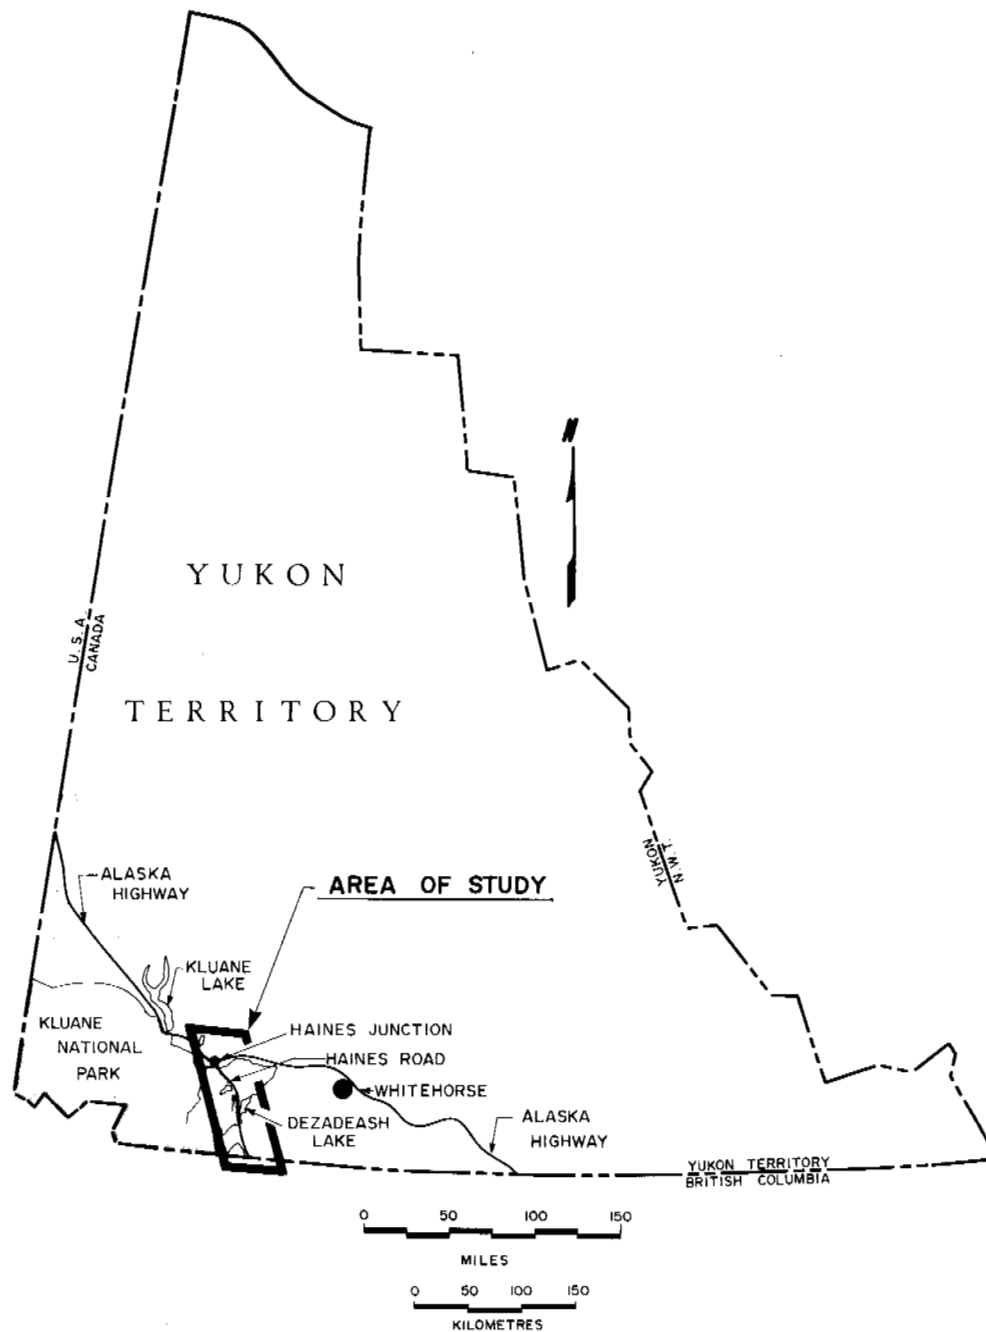 N
YUKON
TERRITORY
U. S. A.
CANADA
YUKON
N. W. T.
ALASKA
HIGHWAY
AREA OF STUDY
KLUANE
LAKE
KLUANE
NATIONAL
PARK
HAINES JUNCTION
HAINES ROAD
WHITEHORSE
DEZADEASH
LAKE
ALASKA
HIGHWAY
YUKON TERRITORY
BRITISH COLUMBIA
0 50 100 150
MILES
0 50 100 150
KILOMETRES